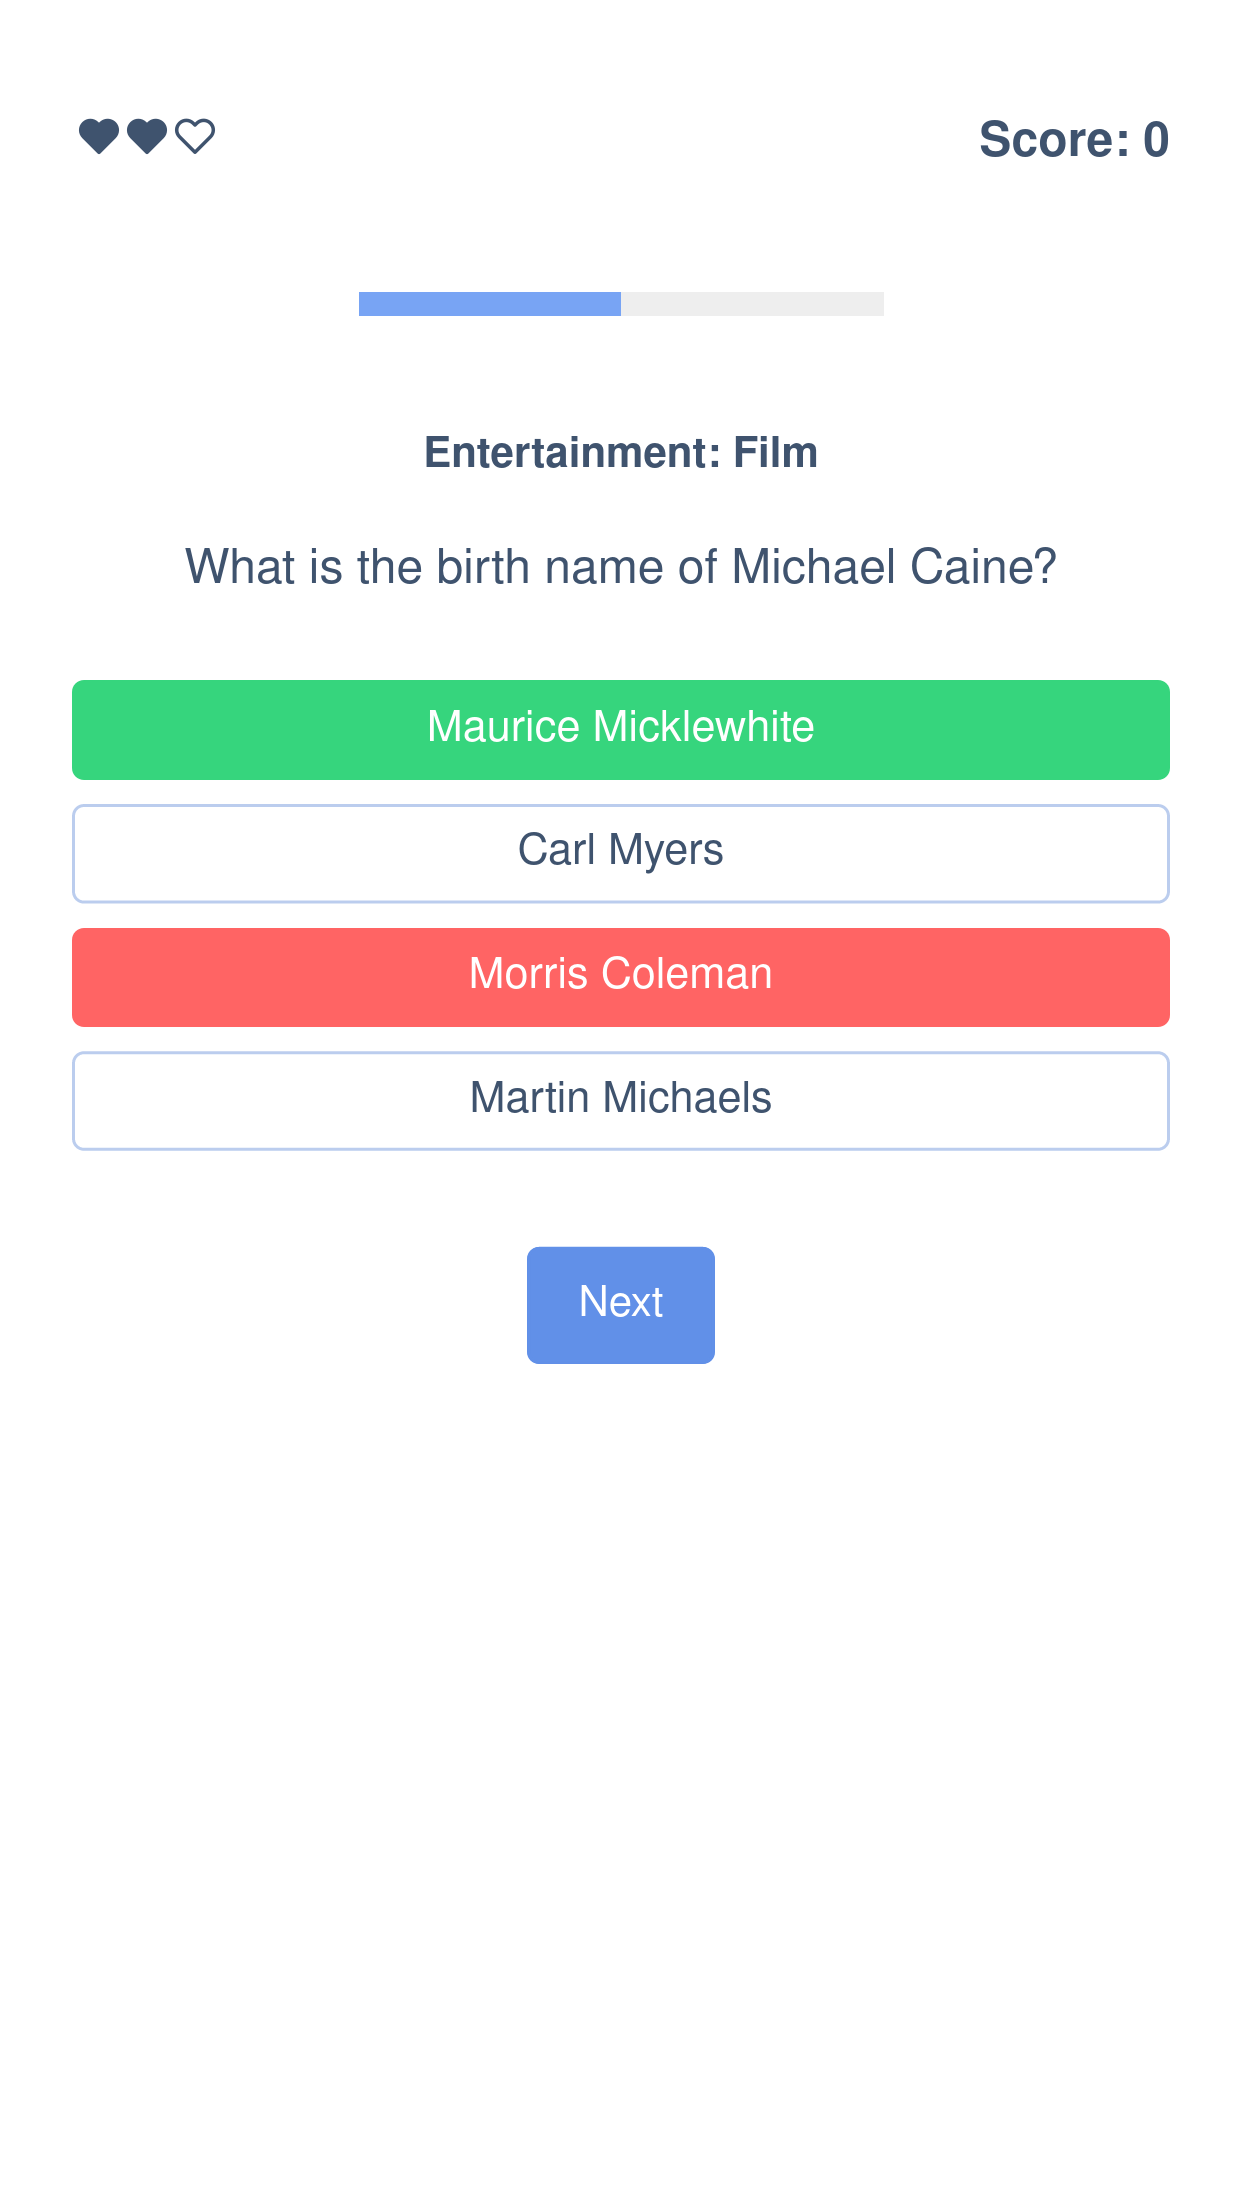 Score: 0
Entertainment: Film
What is the birth name of Michael Caine?
Maurice Micklewhite
Carl Myers
Morris Coleman
Martin Michaels
Next